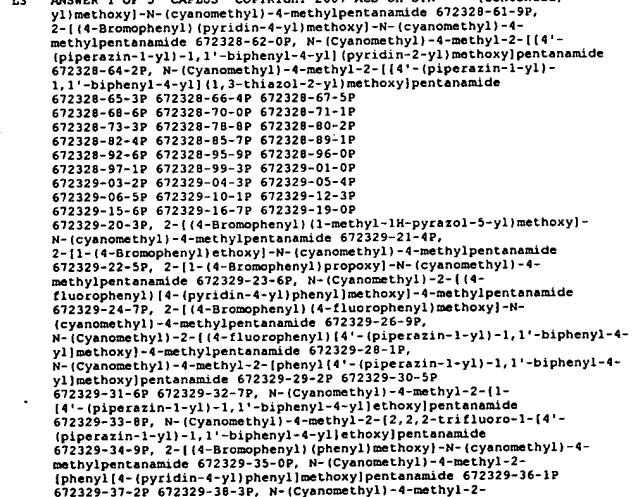 L3 ANSWER 1 OF 3 CAPLUS COPYRIGHT 2007 ACS on STN
yl)methoxy]-N-(cyanomethyl)-4-methylpentanamide 672328-61-9P,
2-[(4-Bromophenyl)(pyridin-4-yl)methoxy]-N-(cyanomethyl)-4-
methylpentanamide 672328-62-0P, N-(Cyanomethyl)-4-methyl-2-[[4'-
(piperazin-1-yl)-1,1'-biphenyl-4-yl](pyridin-2-yl)methoxy]pentanamide
672328-64-2P, N-(Cyanomethyl)-4-methyl-2-[[4'-(piperazin-1-yl)-
1,1'-biphenyl-4-yl](1,3-thiazol-2-yl)methoxy]pentanamide
672328-65-3P 672328-66-4P 672328-67-5P
672328-68-6P 672328-70-0P 672328-71-1P
672328-73-3P 672328-78-8P 672328-80-2P
672328-82-4P 672328-85-7P 672328-89-1P
672328-92-6P 672328-95-9P 672328-96-0P
672328-97-1P 672328-99-3P 672329-01-0P
672329-03-2P 672329-04-3P 672329-05-4P
672329-06-5P 672329-10-1P 672329-12-3P
672329-15-6P 672329-16-7P 672329-19-0P
672329-20-3P, 2-[(4-Bromophenyl)(1-methyl-1H-pyrazol-5-yl)methoxy]-
N-(cyanomethyl)-4-methylpentanamide 672329-21-4P,
2-[1-(4-Bromophenyl)ethoxy]-N-(cyanomethyl)-4-methylpentanamide
672329-22-5P, 2-[1-(4-Bromophenyl)propoxy]-N-(cyanomethyl)-4-
methylpentanamide 672329-23-6P, N-(Cyanomethyl)-2-[(4-
fluorophenyl)[4-(pyridin-4-yl)phenyl]methoxy]-4-methylpentanamide
672329-24-7P, 2-[(4-Bromophenyl)(4-fluorophenyl)methoxy]-N-
(cyanomethyl)-4-methylpentanamide 672329-26-9P,
N-(Cyanomethyl)-2-[(4-fluorophenyl)[4'-(piperazin-1-yl)-1,1'-biphenyl-4-
yl]methoxy]-4-methylpentanamide 672329-28-1P,
N-(Cyanomethyl)-4-methyl-2-[phenyl[4'-(piperazin-1-yl)-1,1'-biphenyl-4-
yl]methoxy]pentanamide 672329-29-2P 672329-30-5P
672329-31-6P 672329-32-7P, N-(Cyanomethyl)-4-methyl-2-[1-
[4'-(piperazin-1-yl)-1,1'-biphenyl-4-yl]ethoxy]pentanamide
672329-33-8P, N-(Cyanomethyl)-4-methyl-2-[2,2,2-trifluoro-1-[4'-
(piperazin-1-yl)-1,1'-biphenyl-4-yl]ethoxy]pentanamide
672329-34-9P, 2-[(4-Bromophenyl)(phenyl)methoxy]-N-(cyanomethyl)-4-
methylpentanamide 672329-35-0P, N-(Cyanomethyl)-4-methyl-2-
[phenyl[4-(pyridin-4-yl)phenyl]methoxy]pentanamide 672329-36-1P
672329-37-2P 672329-38-3P, N-(Cyanomethyl)-4-methyl-2-